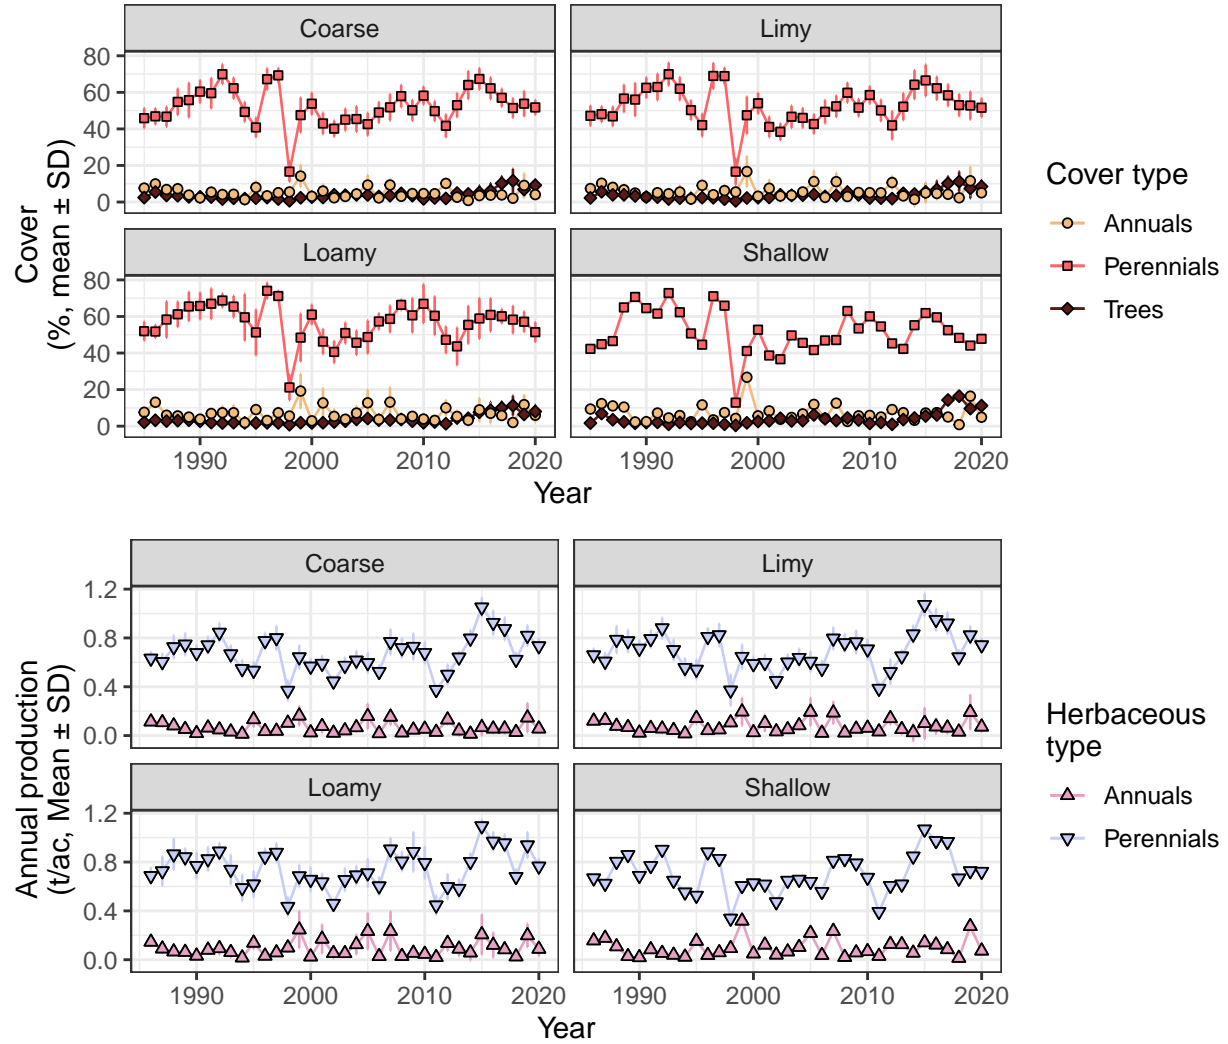 Coarse
Limy
80
60
40
20
0
Loamy
Shallow
80
60
40
20
0
1990
2000
2010
2020
1990
2000
2010
2020
Year
Cover
(%, mean ± SD)
Cover type
Annuals
Perennials
Trees
Coarse
Limy
1.2
0.8
0.4
0.0
Loamy
Shallow
1.2
0.8
0.4
0.0
1990
2000
2010
2020
1990
2000
2010
2020
Year
Annual production
(t/ac, Mean ± SD)
Herbaceous
type
Annuals
Perennials